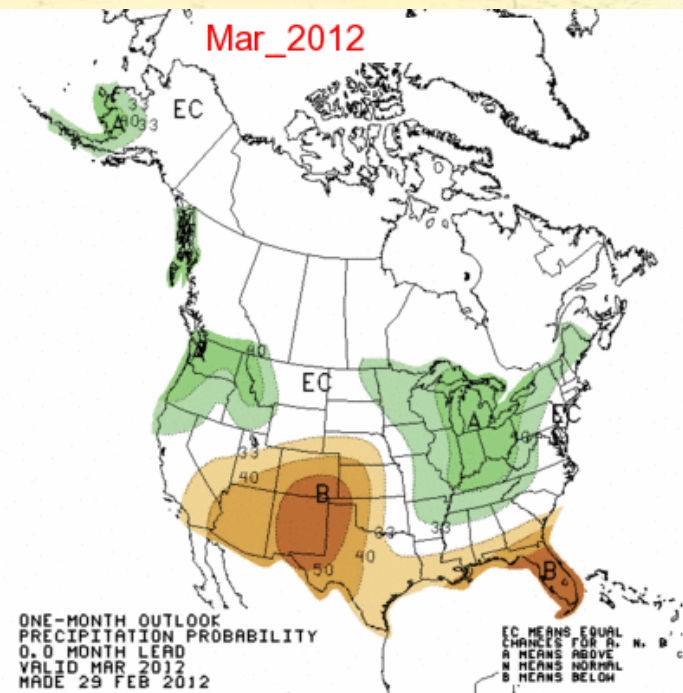 Mar_2012
EC
33
A 40 33
40
EC
A
EC
40
33
40
B
33
33
40
50
B
ONE-MONTH OUTLOOK
PRECIPITATION PROBABILITY
0.0 MONTH LEAD
VALID MAR 2012
MADE 29 FEB 2012
EC MEANS EQUAL
CHANCES FOR A, N, B
A MEANS ABOVE
N MEANS NORMAL
B MEANS BELOW